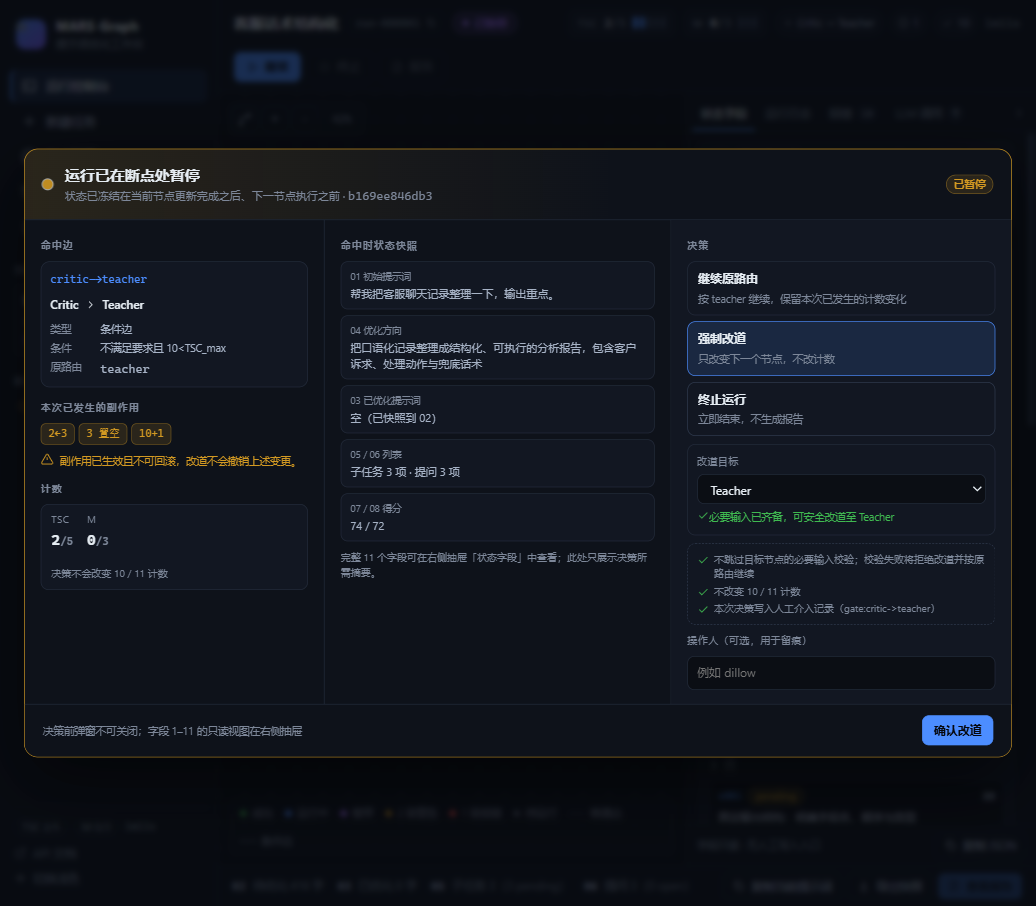 运行已在断点处暂停
状态已冻结在当前节点更新完成之后、下一节点执行之前 · b169ee846db3
已暂停
命中边
critic→teacher
Critic > Teacher
类型 条件边
条件 不满足要求且 10<TSC_max
原路由 teacher
本次已发生的副作用
2←3 3 置空 10+1
副作用已生效且不可回滚，改道不会撤销上述变更。
计数
TSC M
2/5 0/3
决策不会改变 10 / 11 计数
命中时状态快照
01 初始提示词
帮我把客服聊天记录整理一下，输出重点。
04 优化方向
把口语化记录整理成结构化、可执行的分析报告，包含客户
诉求、处理动作与兜底话术
03 已优化提示词
空（已快照到 02）
05 / 06 列表
子任务 3 项 · 提问 3 项
07 / 08 得分
74 / 72
完整 11 个字段可在右侧抽屉「状态字段」中查看；此处只展示决策所
需摘要。
决策
继续原路由
按 teacher 继续，保留本次已发生的计数变化
强制改道
只改变下一个节点，不改计数
终止运行
立即结束，不生成报告
改道目标
Teacher
✓必要输入已齐备，可安全改道至 Teacher
✓ 不跳过目标节点的必要输入校验；校验失败将拒绝改道并按原
路由继续
✓ 不改变 10 / 11 计数
✓ 本次决策写入人工介入记录（gate:critic->teacher）
操作人（可选，用于留痕）
例如 dillow
决策前弹窗不可关闭；字段 1–11 的只读视图在右侧抽屉
确认改道